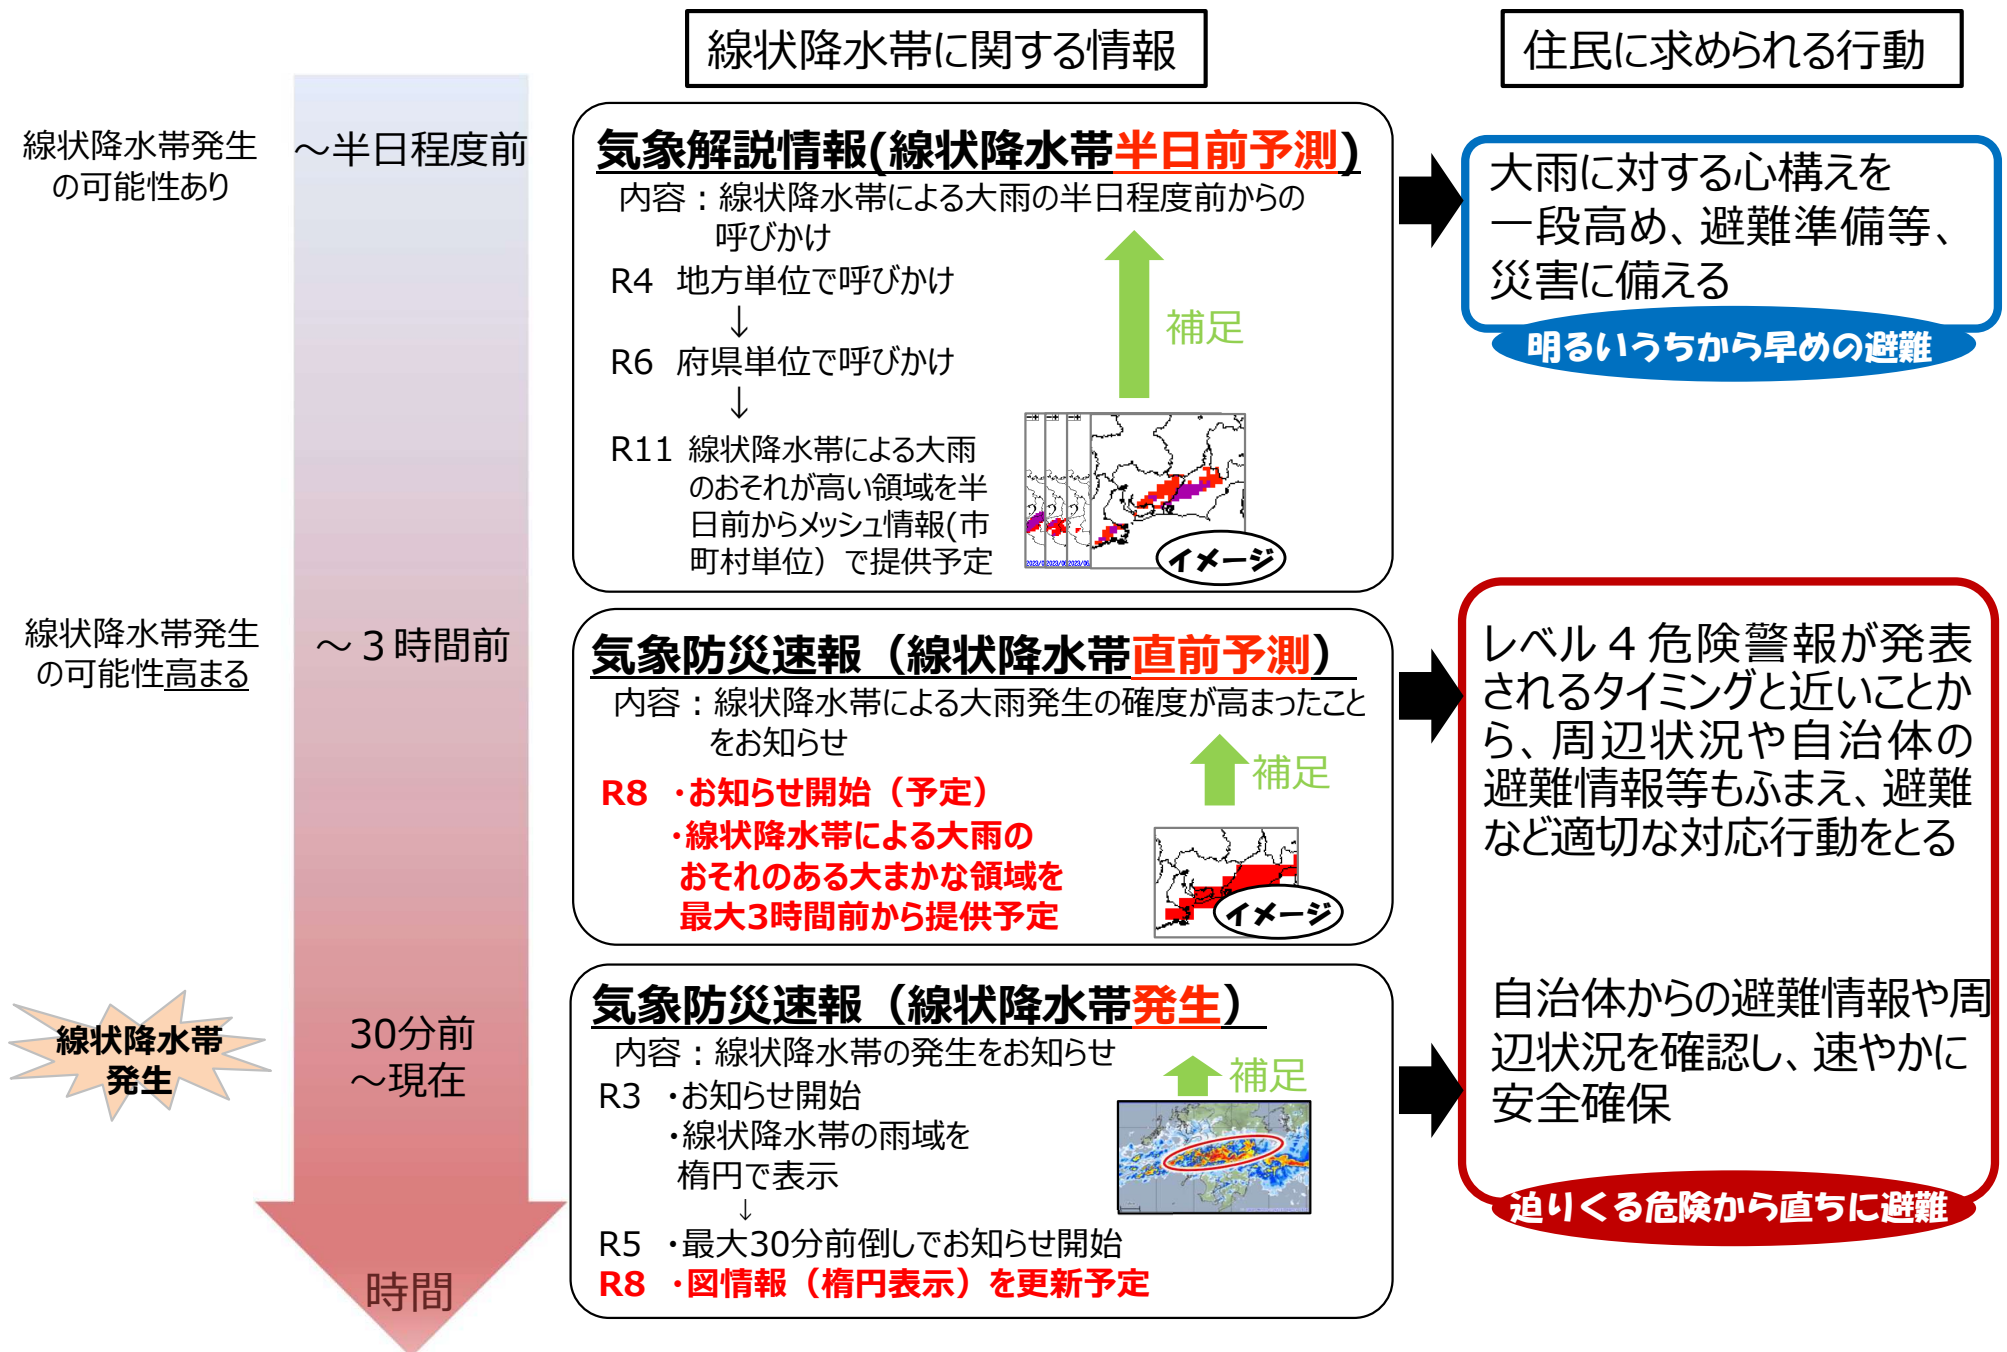 線状降水帯に関する情報
住民に求められる行動
線状降水帯発生
の可能性あり
～半日程度前
気象解説情報(線状降水帯半日前予測)
内容：線状降水帯による大雨の半日程度前からの
呼びかけ
R4 地方単位で呼びかけ
↓
R6 府県単位で呼びかけ
↓
R11 線状降水帯による大雨
のおそれが高い領域を半
日前からメッシュ情報(市
町村単位）で提供予定
補足
イメージ
大雨に対する心構えを
一段高め、避難準備等、
災害に備える
明るいうちから早めの避難
線状降水帯発生
の可能性高まる
～３時間前
気象防災速報（線状降水帯直前予測）
内容：線状降水帯による大雨発生の確度が高まったこと
をお知らせ
R8 ・お知らせ開始（予定）
・線状降水帯による大雨の
おそれのある大まかな領域を
最大3時間前から提供予定
補足
イメージ
レベル４危険警報が発表
されるタイミングと近いことか
ら、周辺状況や自治体の
避難情報等もふまえ、避難
など適切な対応行動をとる
線状降水帯
発生
30分前
～現在
気象防災速報（線状降水帯発生）
内容：線状降水帯の発生をお知らせ
R3 ・お知らせ開始
・線状降水帯の雨域を
楕円で表示
↓
R5 ・最大30分前倒しでお知らせ開始
R8 ・図情報（楕円表示）を更新予定
補足
自治体からの避難情報や周
辺状況を確認し、速やかに
安全確保
迫りくる危険から直ちに避難
時間